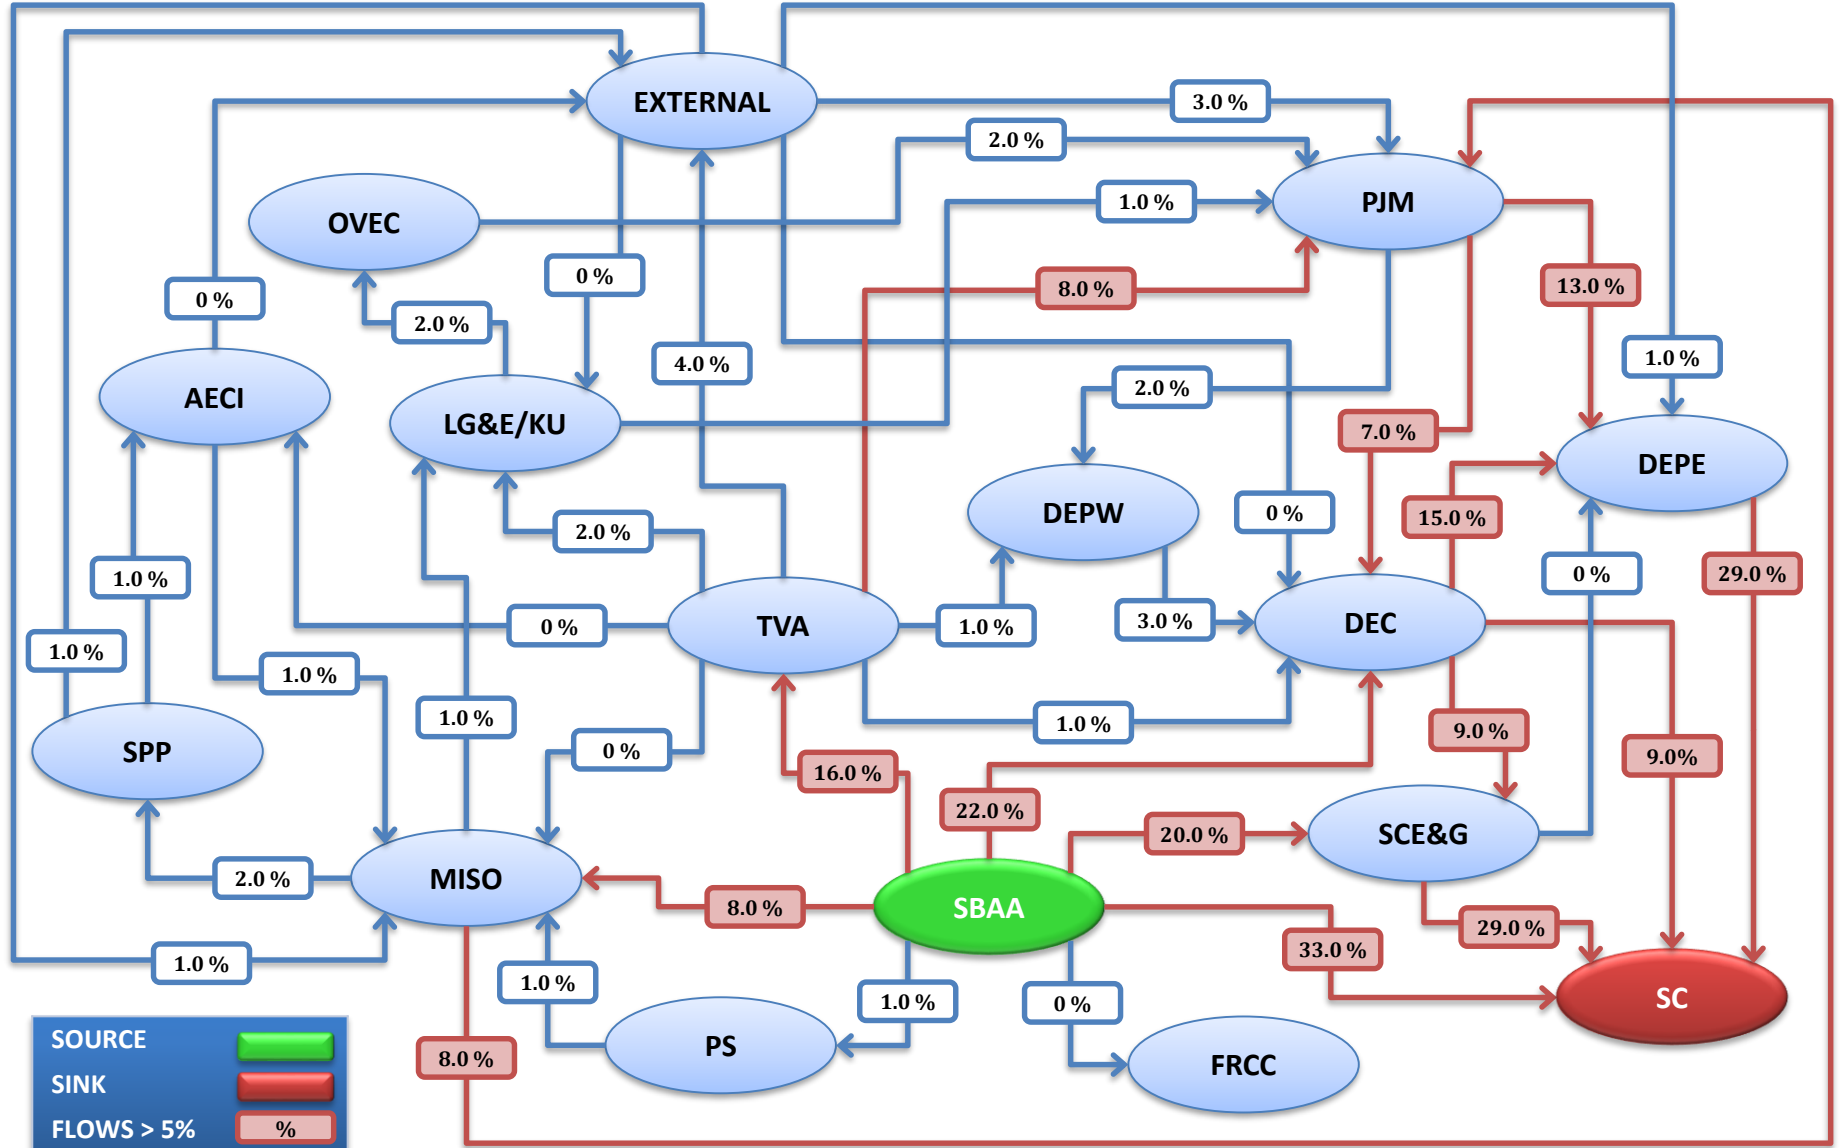 EXTERNAL
3.0 %
2.0 %
PJM
1.0 %
OVEC
0 %
8.0 %
13.0 %
0 %
2.0 %
4.0 %
1.0 %
2.0 %
AECI
LG&E/KU
7.0 %
DEPE
DEPW
0 %
15.0 %
2.0 %
1.0 %
0 %
29.0 %
0 %
TVA
1.0 %
3.0 %
DEC
1.0 %
1.0 %
1.0 %
1.0 %
9.0 %
SPP
0 %
16.0 %
9.0%
22.0 %
20.0 %
SCE&G
2.0 %
MISO
8.0 %
SBAA
29.0 %
33.0 %
1.0 %
1.0 %
1.0 %
0 %
SC
SOURCE
PS
8.0 %
FRCC
SINK
FLOWS > 5%
%